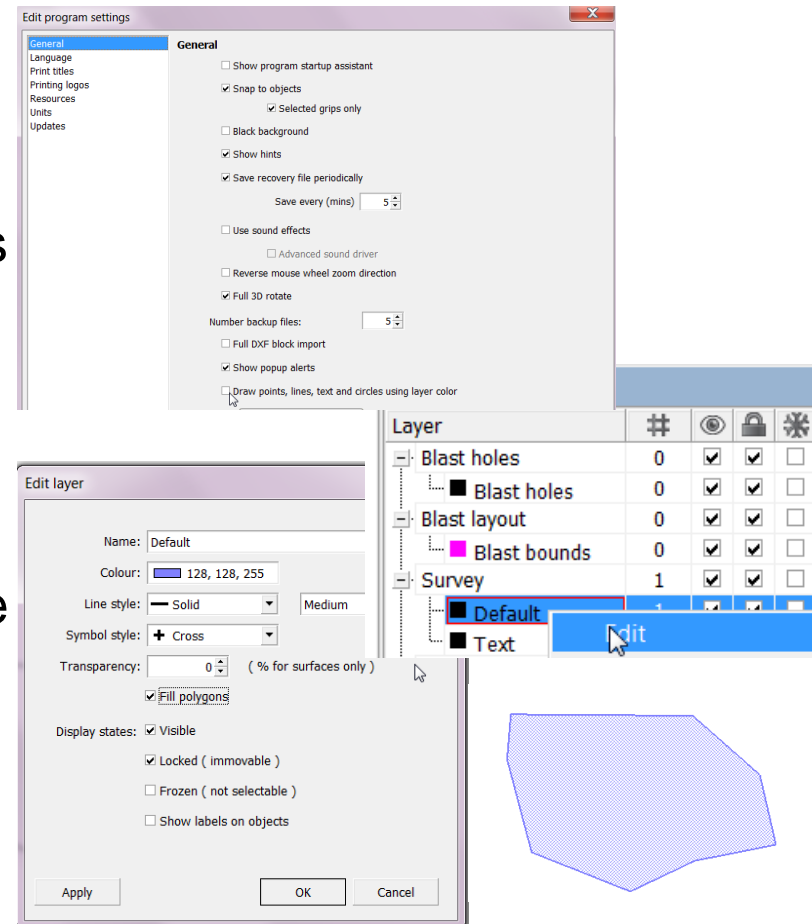 Edit program settings
General
Language
Print titles
Printing logos
Resources
Units
Updates
General
Show program startup assistant
Snap to objects
Selected grips only
Black background
Show hints
Save recovery file periodically
Save every (mins) 5
Use sound effects
Advanced sound driver
Reverse mouse wheel zoom direction
Full 3D rotate
Number backup files: 5
Full DXF block import
Show popup alerts
Draw points, lines, text and circles using layer color
s
Layer
Blast holes 0
Blast holes 0
Blast layout 0
Blast bounds 0
Survey 1
Default 1
Text
Edit
e
Edit layer
Name: Default
Colour: 128, 128, 255
Line style: Solid Medium
Symbol style: Cross
Transparency: 0 ( % for surfaces only )
Fill polygons
Display states: Visible
Locked ( immovable )
Frozen ( not selectable )
Show labels on objects
Apply OK Cancel